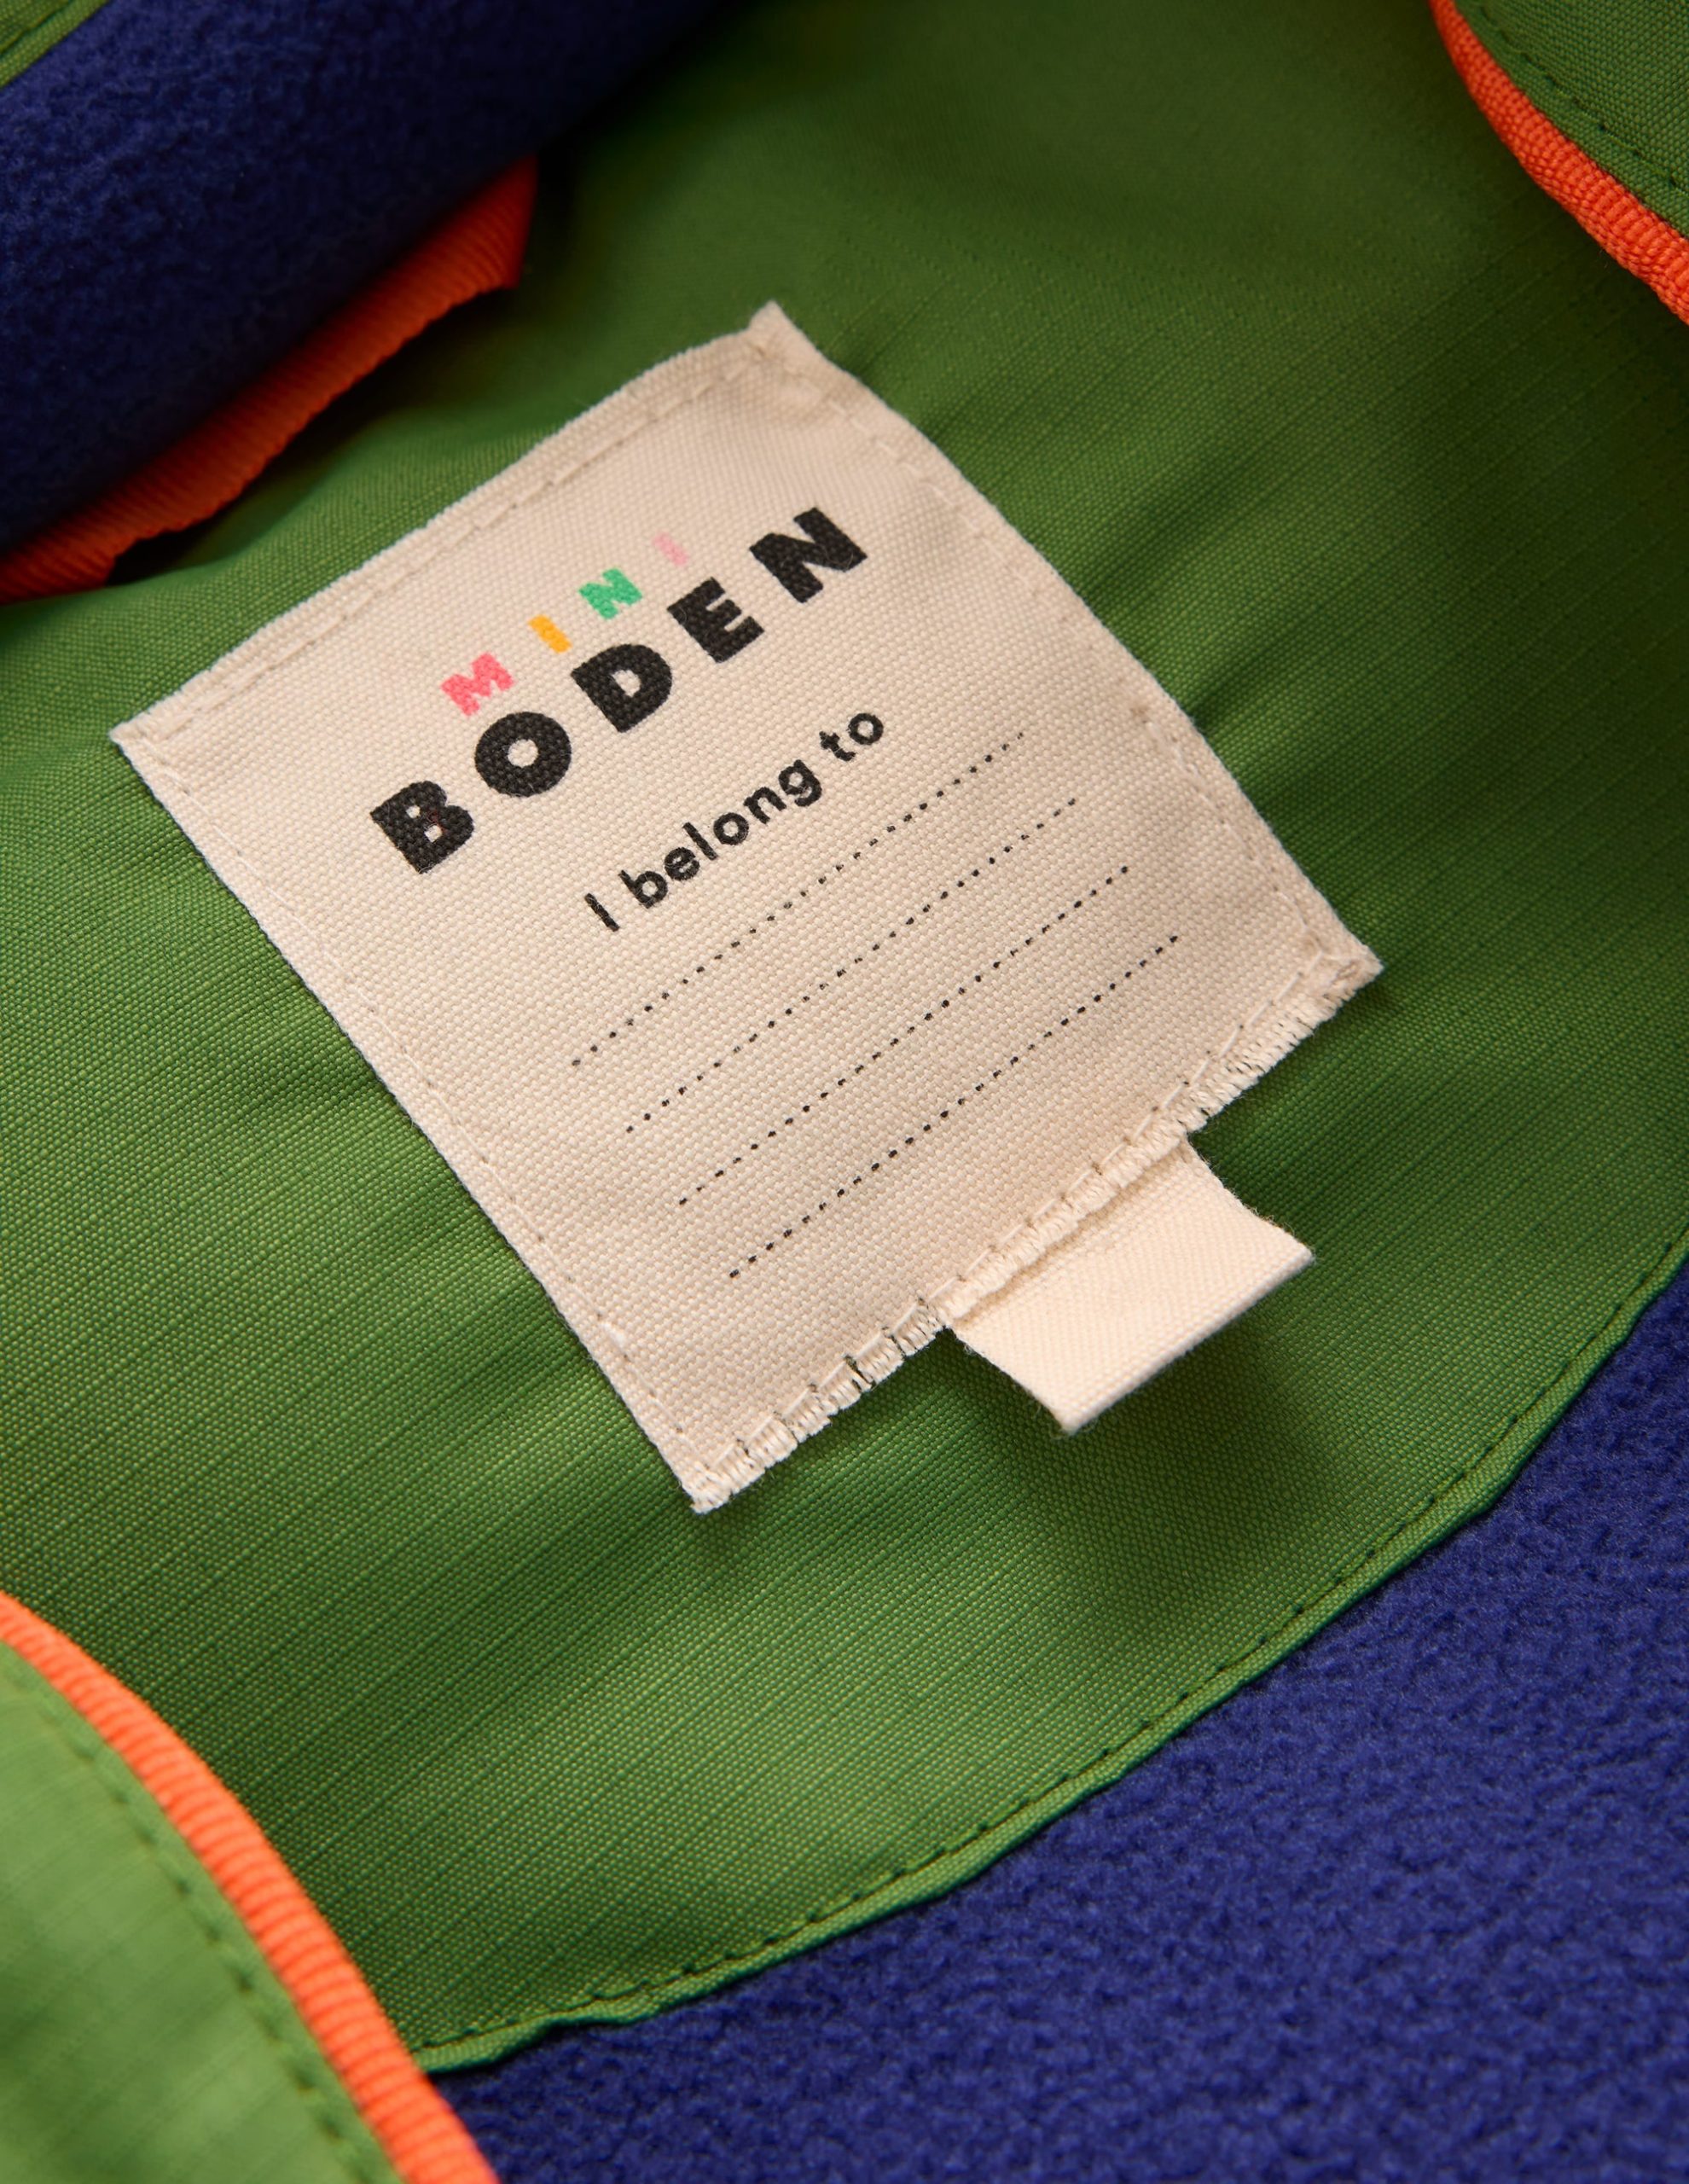 MINI
BODEN
I belong to